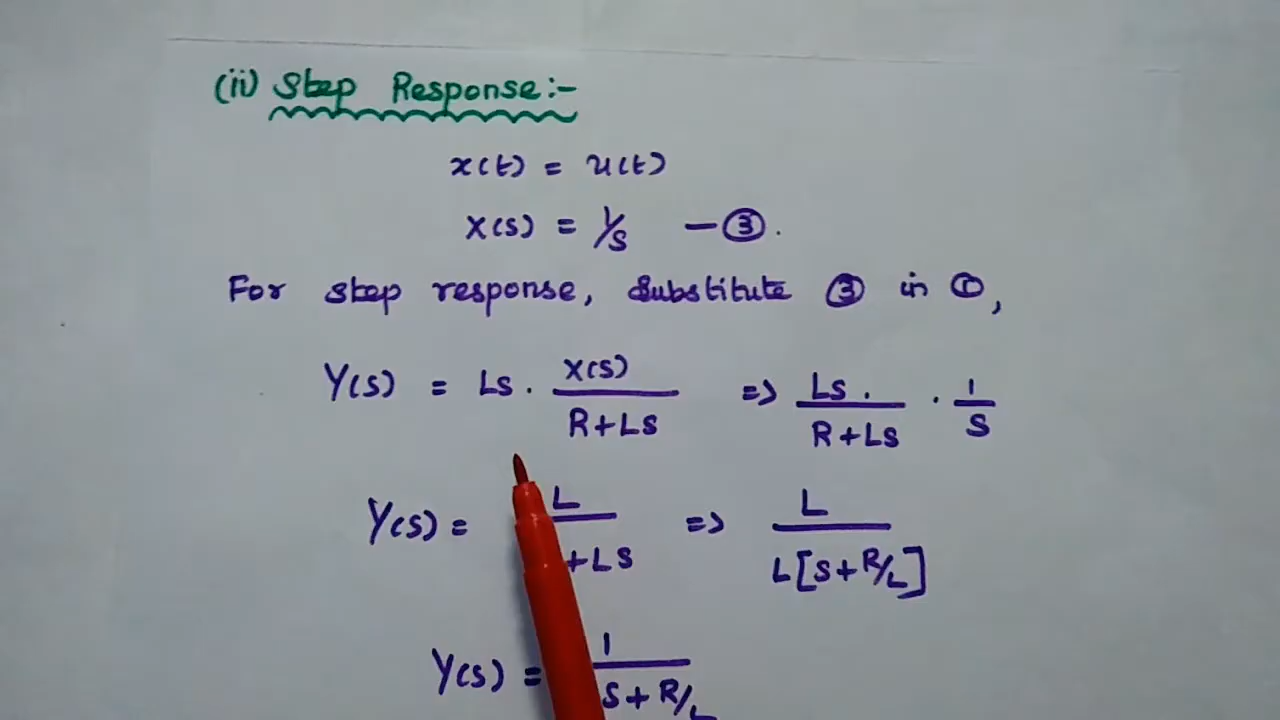 (ii) Step Response:-
x(t) = u(t)
X(s) = 1/s — ③.
For step response, Substitute ③ in ①,
Y(s) = Ls . X(s) / R+Ls => Ls . / R+Ls . 1/s
Y(s) = L / +Ls => L / L[s+R/L]
Y(s) = 1 / s+R/L